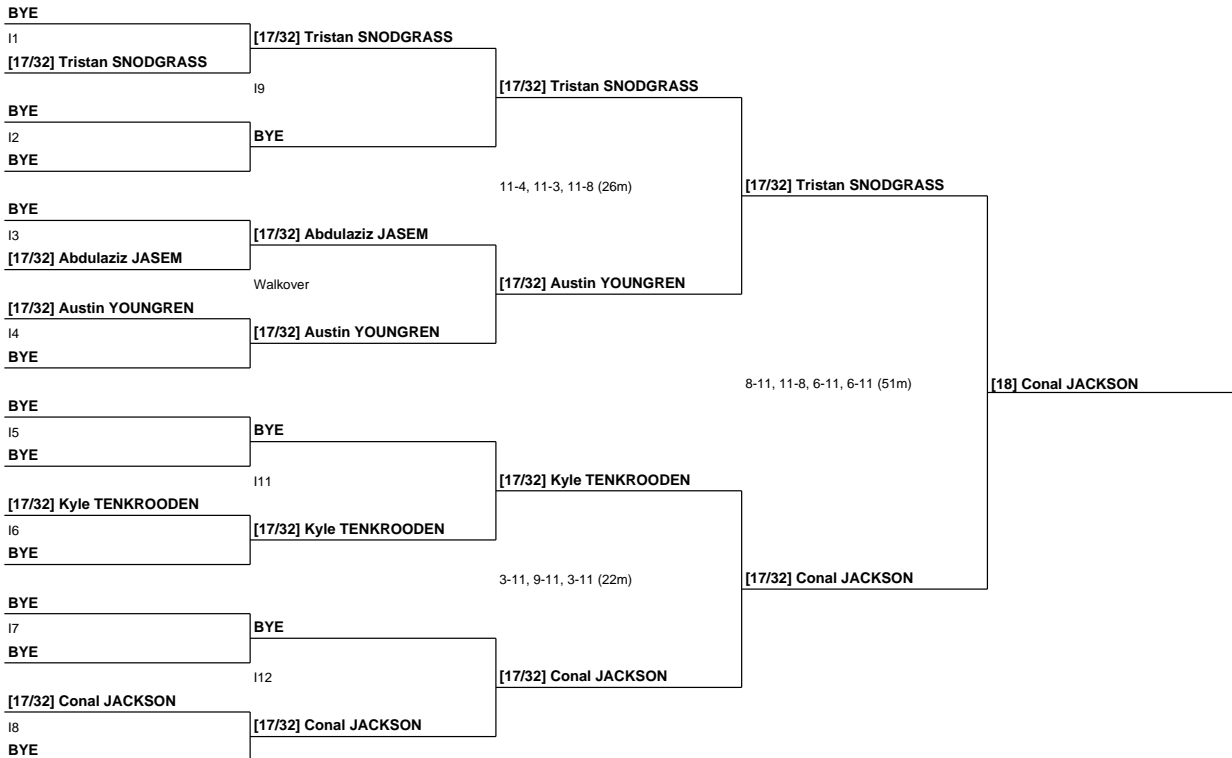 BYE
I1
[17/32] Tristan SNODGRASS
BYE
I2
BYE
BYE
I3
[17/32] Abdulaziz JASEM
[17/32] Austin YOUNGREN
I4
BYE
BYE
I5
BYE
[17/32] Kyle TENKROODEN
I6
BYE
BYE
I7
BYE
[17/32] Conal JACKSON
I8
BYE
[17/32] Tristan SNODGRASS
I9
BYE
[17/32] Abdulaziz JASEM
Walkover
[17/32] Austin YOUNGREN
BYE
I11
[17/32] Kyle TENKROODEN
BYE
I12
[17/32] Conal JACKSON
[17/32] Tristan SNODGRASS
11-4, 11-3, 11-8 (26m)
[17/32] Austin YOUNGREN
[17/32] Kyle TENKROODEN
3-11, 9-11, 3-11 (22m)
[17/32] Conal JACKSON
[17/32] Tristan SNODGRASS
8-11, 11-8, 6-11, 6-11 (51m)
[17/32] Conal JACKSON
[18] Conal JACKSON